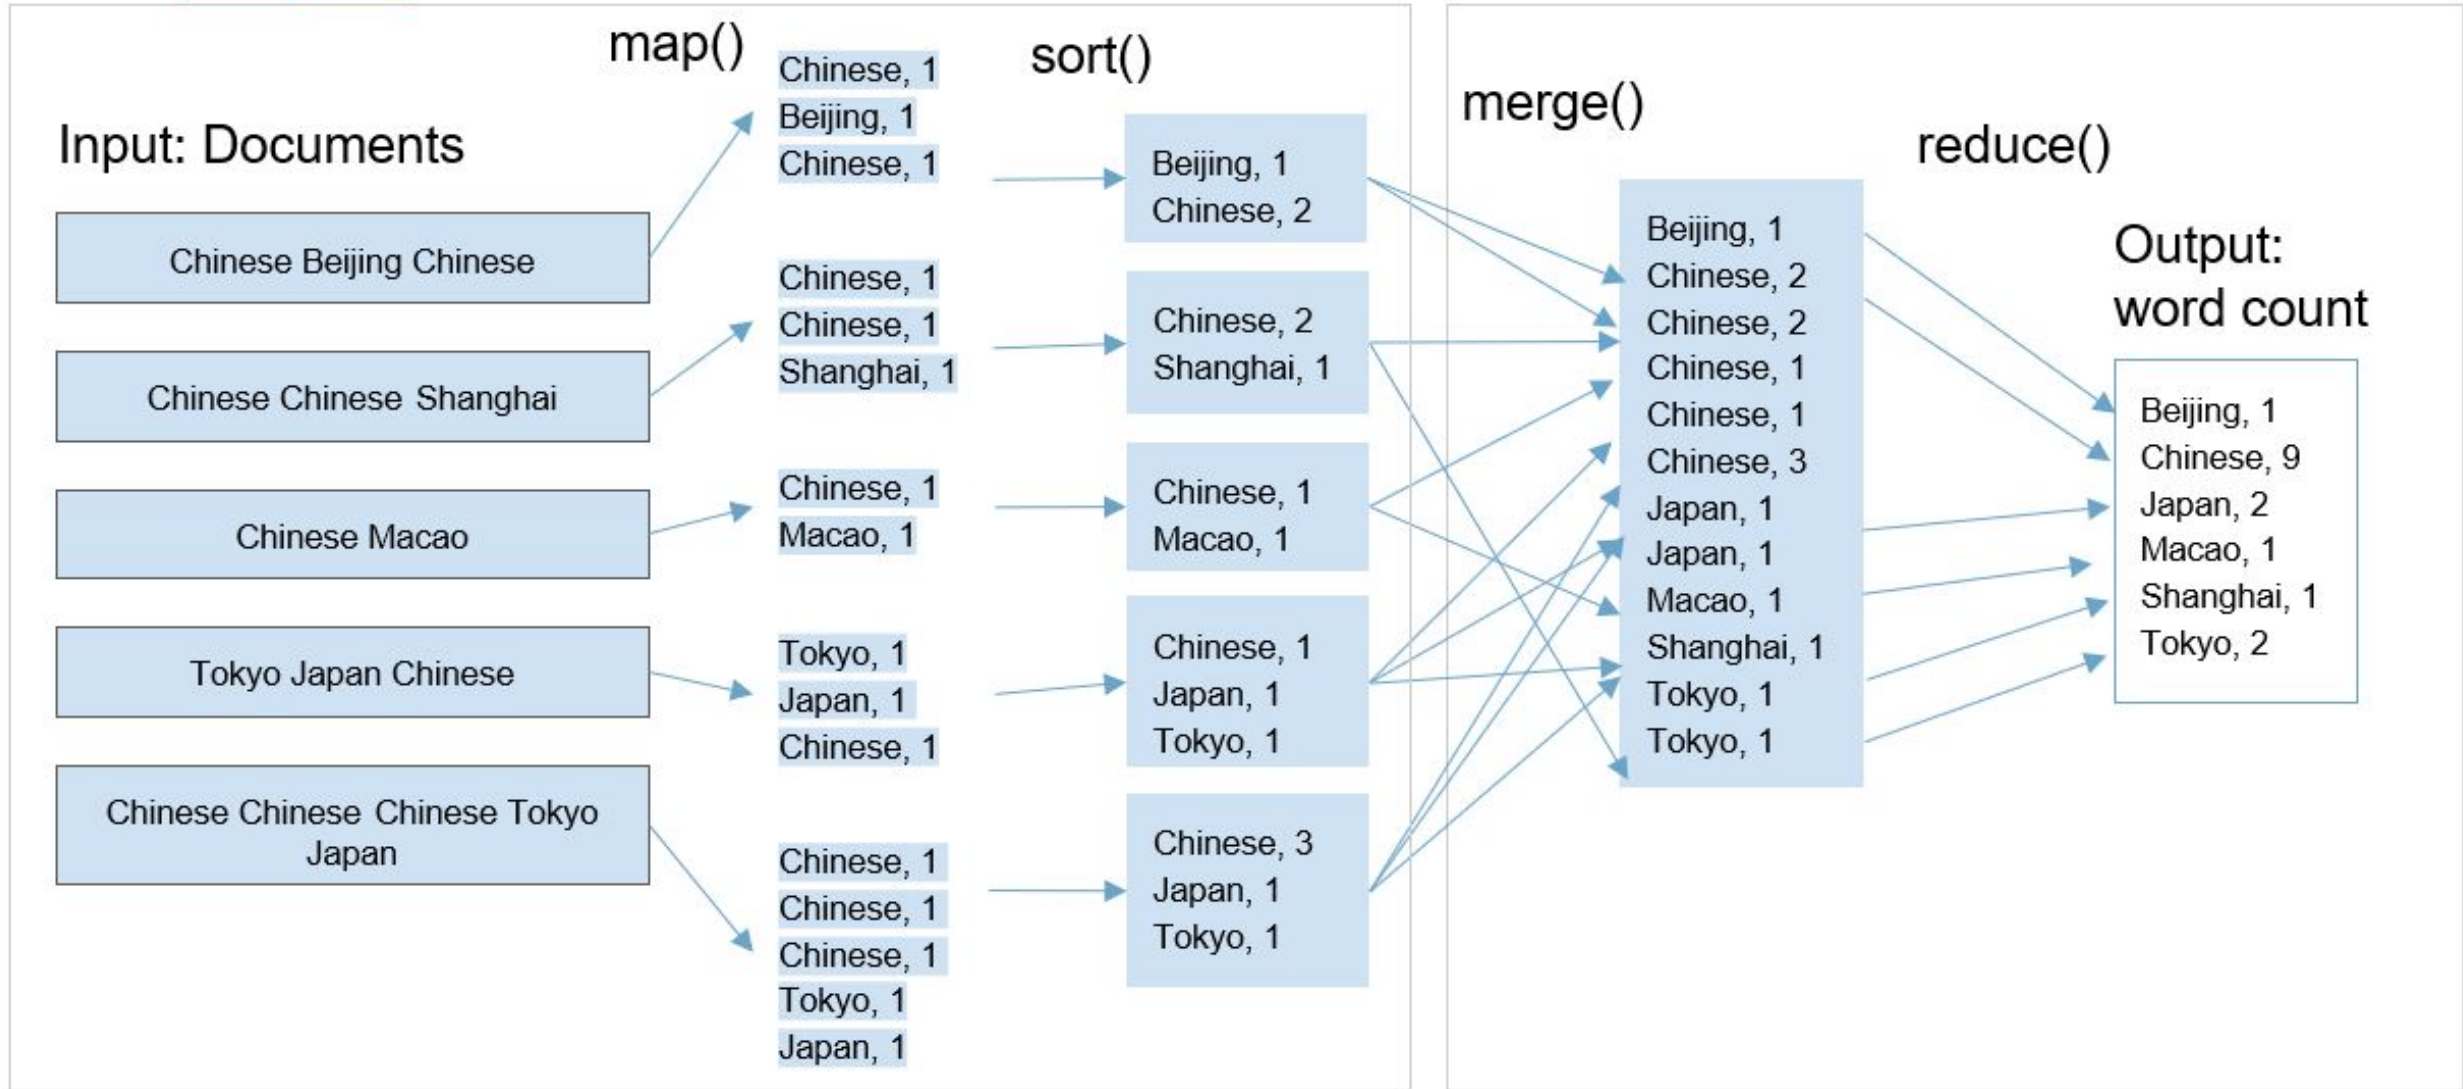 Input: Documents
Chinese Beijing Chinese
Chinese Chinese Shanghai
Chinese Macao
Tokyo Japan Chinese
Chinese Chinese Chinese Tokyo
Japan
map()
Chinese, 1
Beijing, 1
Chinese, 1
Chinese, 1
Chinese, 1
Shanghai, 1
Chinese, 1
Macao, 1
Tokyo, 1
Japan, 1
Chinese, 1
Chinese, 1
Chinese, 1
Chinese, 1
Tokyo, 1
Japan, 1
sort()
Beijing, 1
Chinese, 2
Chinese, 2
Shanghai, 1
Chinese, 1
Macao, 1
Chinese, 1
Japan, 1
Tokyo, 1
Chinese, 3
Japan, 1
Tokyo, 1
merge()
Beijing, 1
Chinese, 2
Chinese, 2
Chinese, 1
Chinese, 1
Chinese, 3
Japan, 1
Japan, 1
Macao, 1
Shanghai, 1
Tokyo, 1
Tokyo, 1
reduce()
Output:
word count
Beijing, 1
Chinese, 9
Japan, 2
Macao, 1
Shanghai, 1
Tokyo, 2